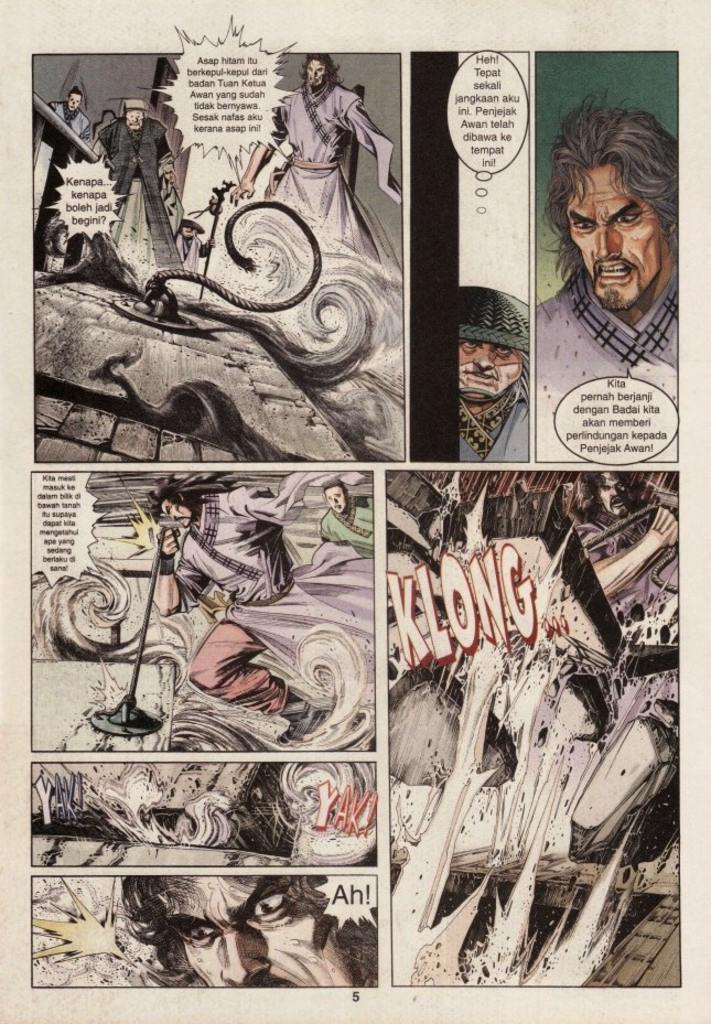 Asap hitam itu
berkepul-kepul dari
badan Tuan Ketua
Awan yang sudah
tidak bernyawa.
Sesak nafas aku
kerana asap ini!
Kenapa...
kenapa
boleh jadi
begini?
Heh!
Tepat
sekali
jangkaan aku
ini. Penjejak
Awan telah
dibawa ke
tempat
ini!
Kita
pernah berjanji
dengan Badai kita
akan memberi
perlindungan kepada
Penjejak Awan!
Kita mesti
masuk ke
dalam bilik di
bawah tanah
itu supaya
dapat kita
mengetahui
apa yang
sedang
berlaku di
sana!
KLONG...
YAK!
YAK!
Ah!
5